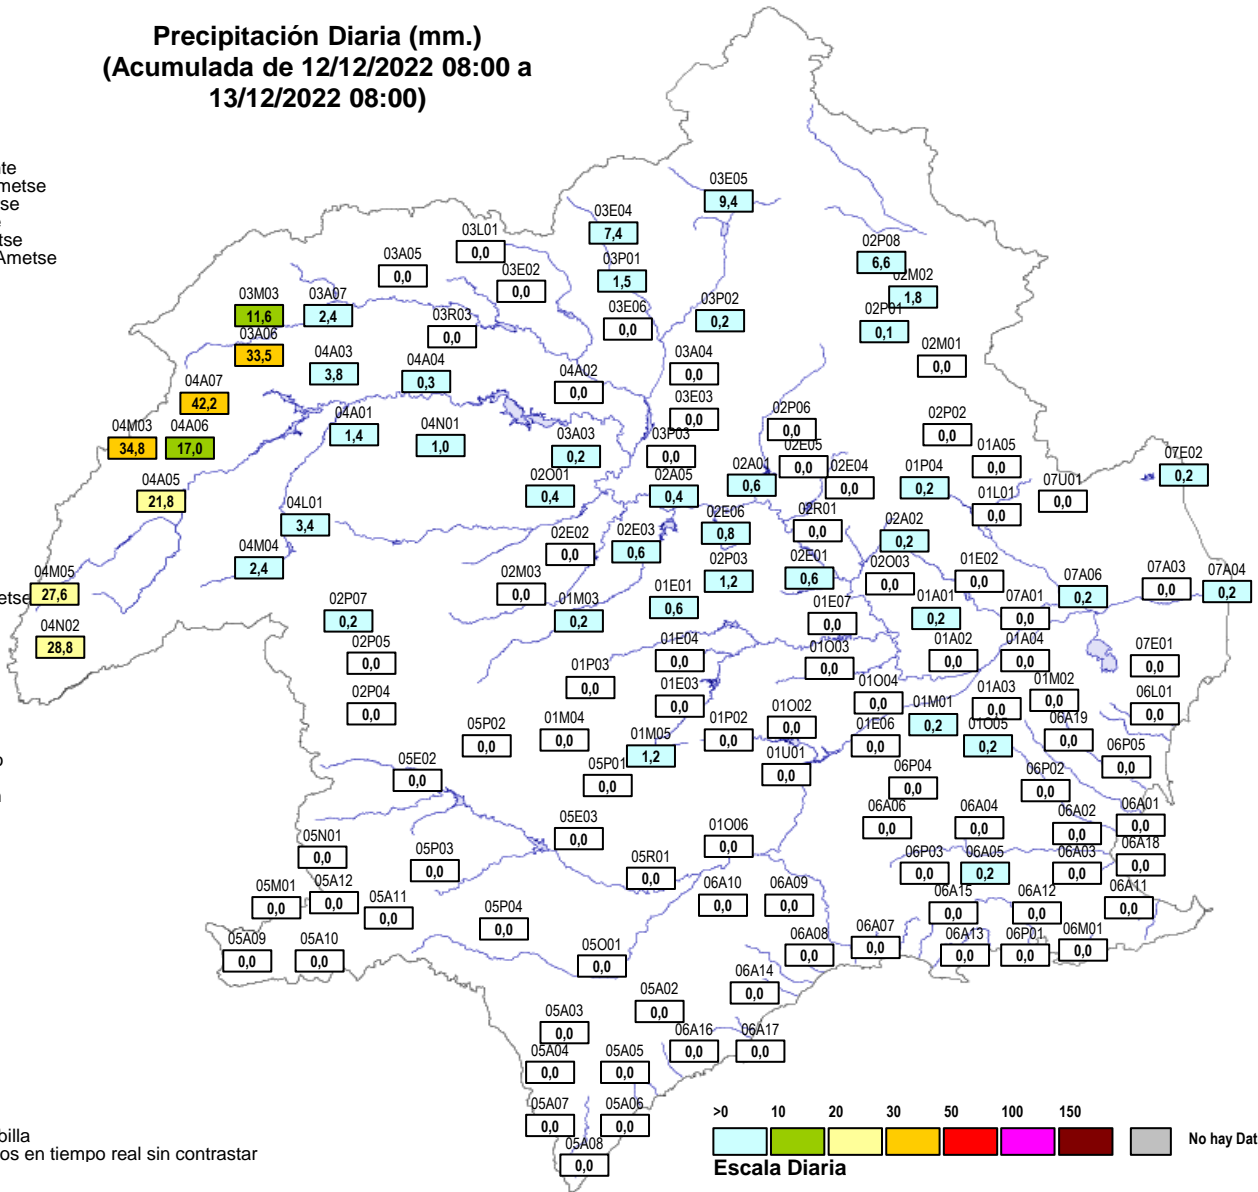 Precipitación Diaria (mm.)
(Acumulada de 12/12/2022 08:00 a
13/12/2022 08:00)
03E05
9,4
03E04
7,4
03L01
0,0
03A05
0,0
03E02
0,0
03P01
1,5
02P08
6,6
02M02
1,8
03M03
11,6
03A07
2,4
03R03
0,0
03E06
0,0
03P02
0,2
02P01
0,1
03A06
33,5
04A03
3,8
04A04
0,3
04A02
0,0
03A04
0,0
02M01
0,0
04A07
42,2
03E03
0,0
04M03
34,8
04A06
17,0
04A01
1,4
04N01
1,0
03A03
0,2
03P03
0,0
02P06
0,0
02P02
0,0
02E05
0,0
01A05
0,0
07E02
0,2
04A05
21,8
02O01
0,4
02A05
0,4
02A01
0,6
02E04
0,0
01P04
0,2
07U01
0,0
01L01
0,0
04L01
3,4
02E06
0,8
02R01
0,0
02A02
0,2
02E02
0,0
02E03
0,6
04M04
2,4
02P03
1,2
02E01
0,6
02O03
0,0
01E02
0,0
04M05
27,6
02M03
0,0
07A06
0,2
07A03
0,0
07A04
0,2
02P07
0,2
01M03
0,2
01E01
0,6
01E07
0,0
01A01
0,2
07A01
0,0
04N02
28,8
02P05
0,0
01E04
0,0
01O03
0,0
01A02
0,0
01A04
0,0
07E01
0,0
01P03
0,0
01E03
0,0
01O04
0,0
01A03
0,0
01M02
0,0
06L01
0,0
02P04
0,0
05P02
0,0
01M04
0,0
01M05
1,2
01P02
0,0
01O02
0,0
01E06
0,0
01M01
0,2
01O05
0,2
06A19
0,0
06P05
0,0
05E02
0,0
05P01
0,0
01U01
0,0
06P04
0,0
06P02
0,0
05E03
0,0
01O06
0,0
06A06
0,0
06A04
0,0
06A02
0,0
06A01
0,0
05N01
0,0
05P03
0,0
05R01
0,0
06P03
0,0
06A05
0,2
06A03
0,0
06A18
0,0
05M01
0,0
05A12
0,0
05A11
0,0
06A10
0,0
06A09
0,0
06A15
0,0
06A12
0,0
06A11
0,0
05P04
0,0
05A09
0,0
05A10
0,0
05O01
0,0
06A08
0,0
06A07
0,0
06A13
0,0
06P01
0,0
06M01
0,0
06A14
0,0
05A02
0,0
05A03
0,0
06A16
0,0
06A17
0,0
05A04
0,0
05A05
0,0
05A07
0,0
05A06
0,0
05A08
0,0
os en tiempo real sin contrastar
>0 10 20 30 50 100 150
No hay Dat
Escala Diaria